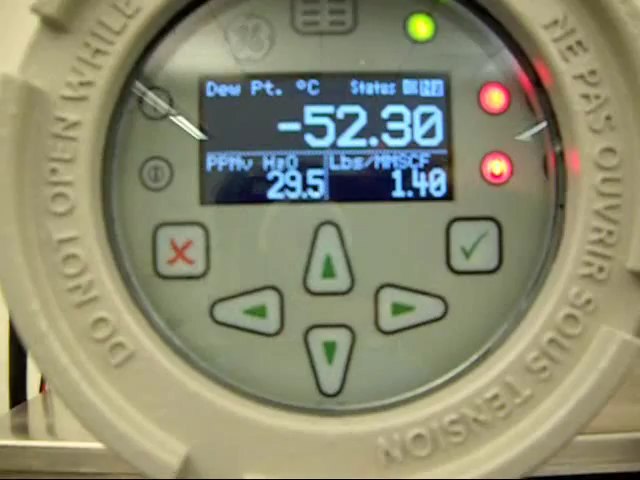 DO NOT OPEN WHILE
NE PAS OUVRIR SOUS TENSION
Dew Pt. °C Status
-52.30
PPMv H₂O Lbs/MMSCF
29.5 1.40